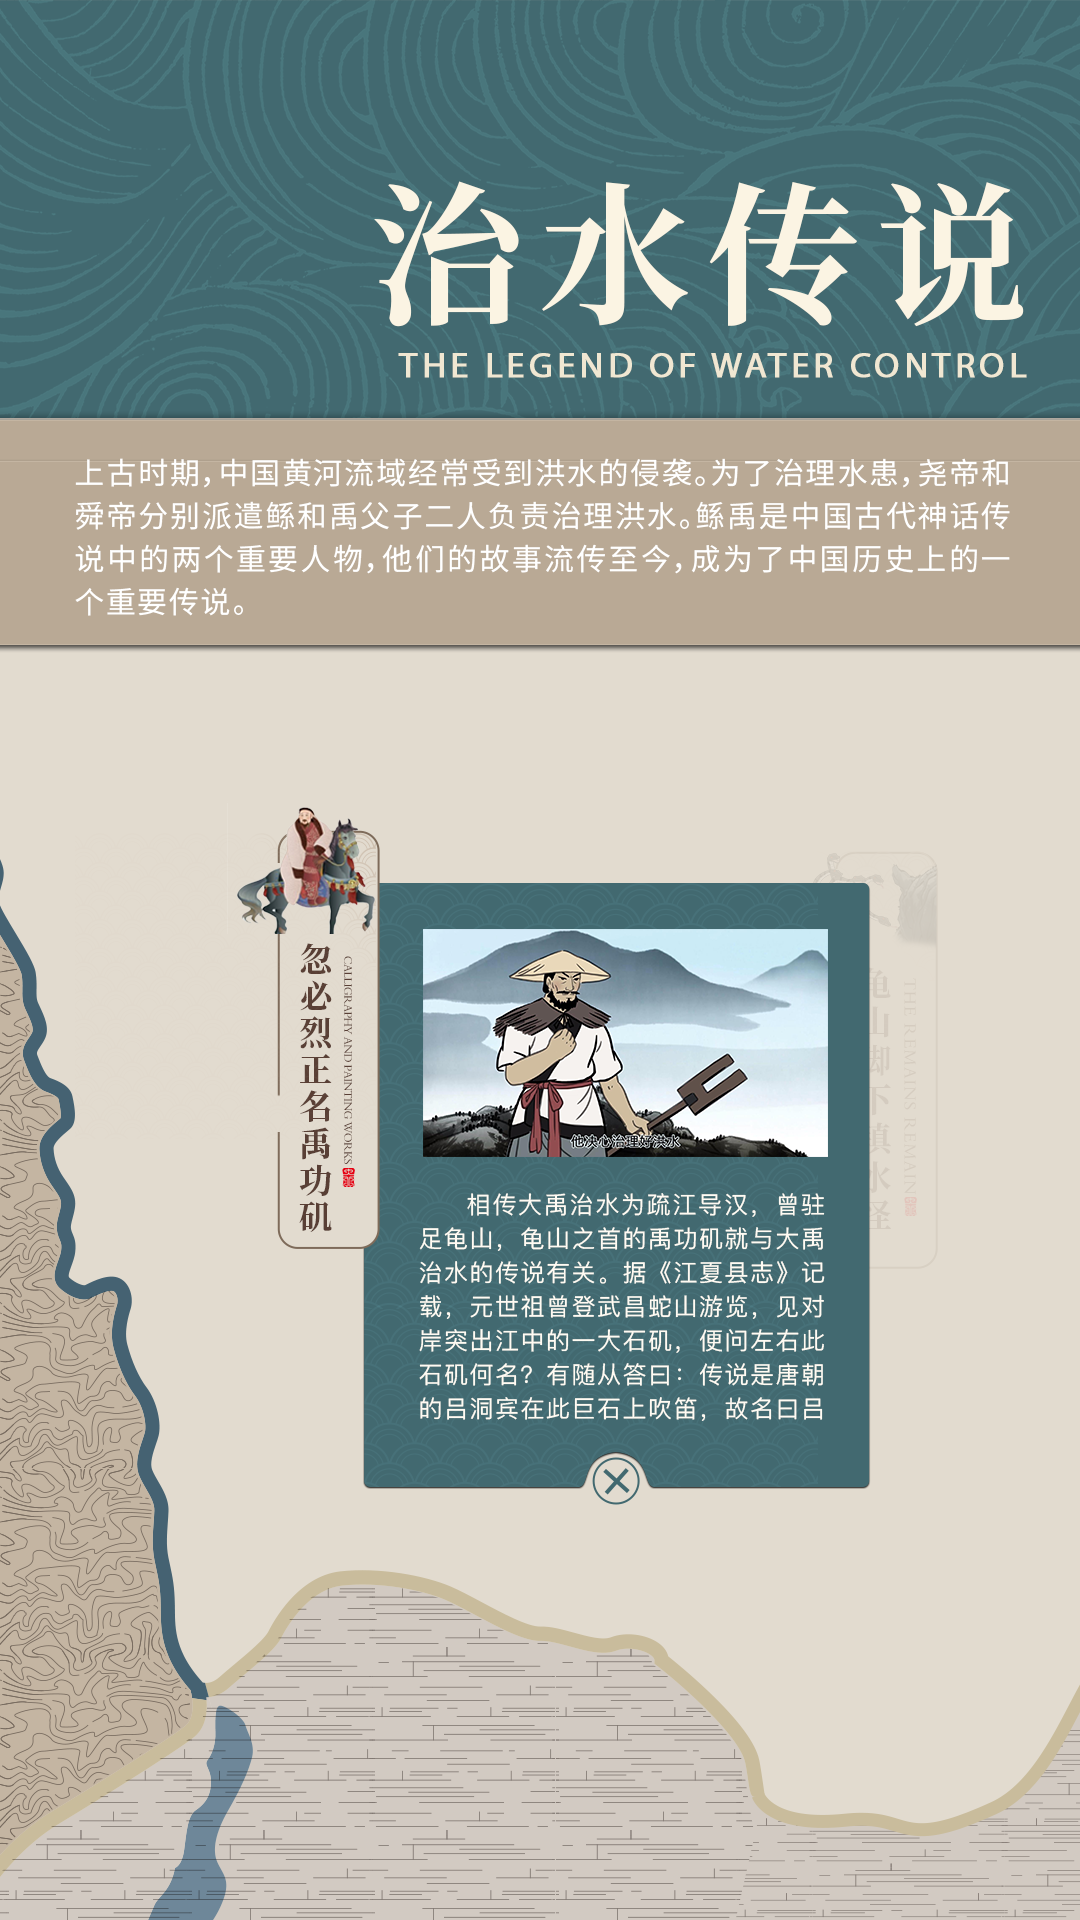 治水传说
THE LEGEND OF WATER CONTROL
上古时期，中国黄河流域经常受到洪水的侵袭。为了治理水患，尧帝和
舜帝分别派遣鲧和禹父子二人负责治理洪水。鲧禹是中国古代神话传
说中的两个重要人物，他们的故事流传至今，成为了中国历史上的一
个重要传说。
忽必烈正名禹功矶
CALLIGRAPHY AND PAINTING WORKS
他决心治理好洪水
相传大禹治水为疏江导汉，曾驻
足龟山，龟山之首的禹功矶就与大禹
治水的传说有关。据《江夏县志》记
载，元世祖曾登武昌蛇山游览，见对
岸突出江中的一大石矶，便问左右此
石矶何名？有随从答曰：传说是唐朝
的吕洞宾在此巨石上吹笛，故名曰吕
龟山脚下镇水怪
THE REMAINS REMAIN